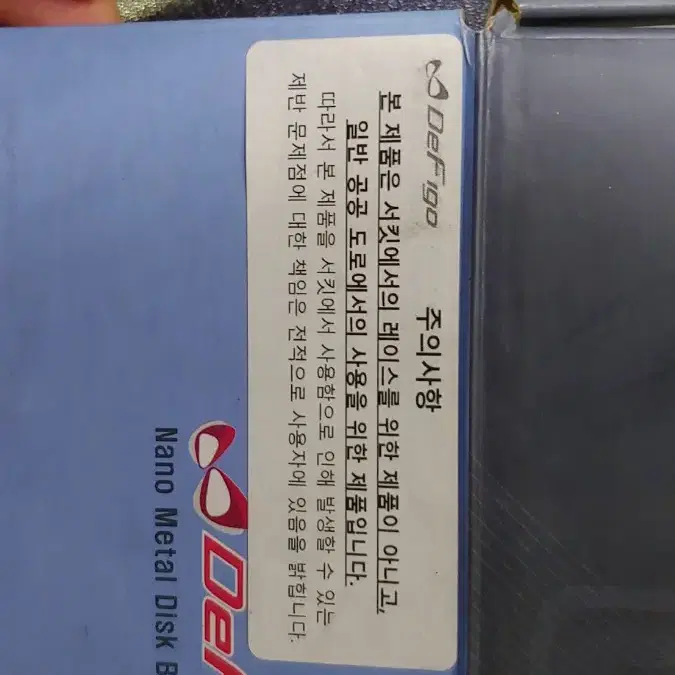 DeFigo
주의사항
본 제품은 서킷에서의 레이스를 위한 제품이 아니고,
일반 공공 도로에서의 사용을 위한 제품입니다.
따라서 본 제품을 서킷에서 사용함으로 인해 발생할 수 있는
제반 문제점에 대한 책임은 전적으로 사용자에 있음을 밝힙니다.
Nano Metal Disk